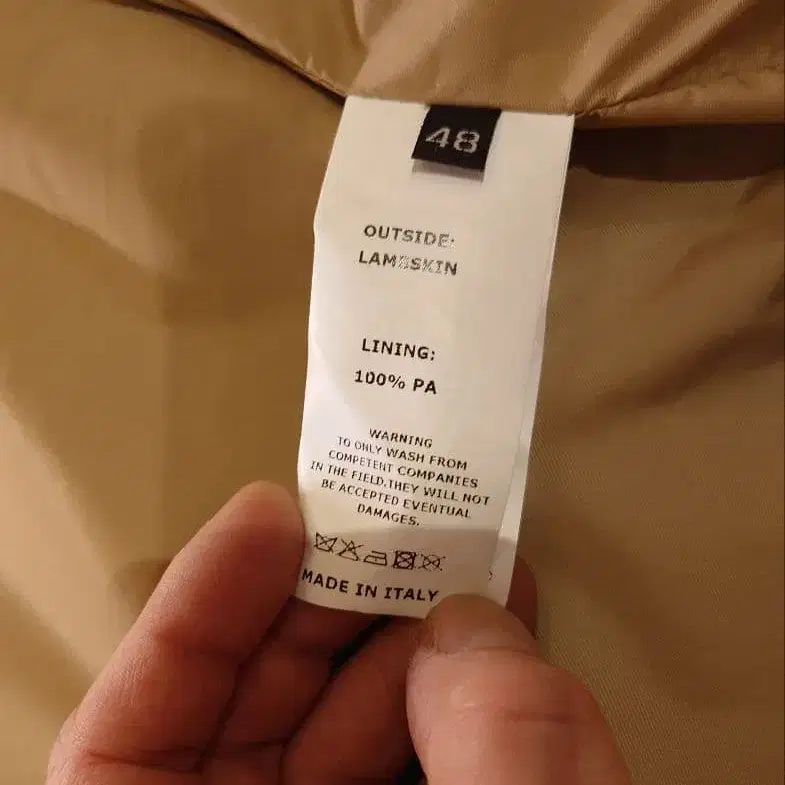 48
OUTSIDE:
LAMBSKIN
LINING:
100% PA
WARNING
TO ONLY WASH FROM
COMPETENT COMPANIES
IN THE FIELD.THEY WILL NOT
BE ACCEPTED EVENTUAL
DAMAGES.
MADE IN ITALY